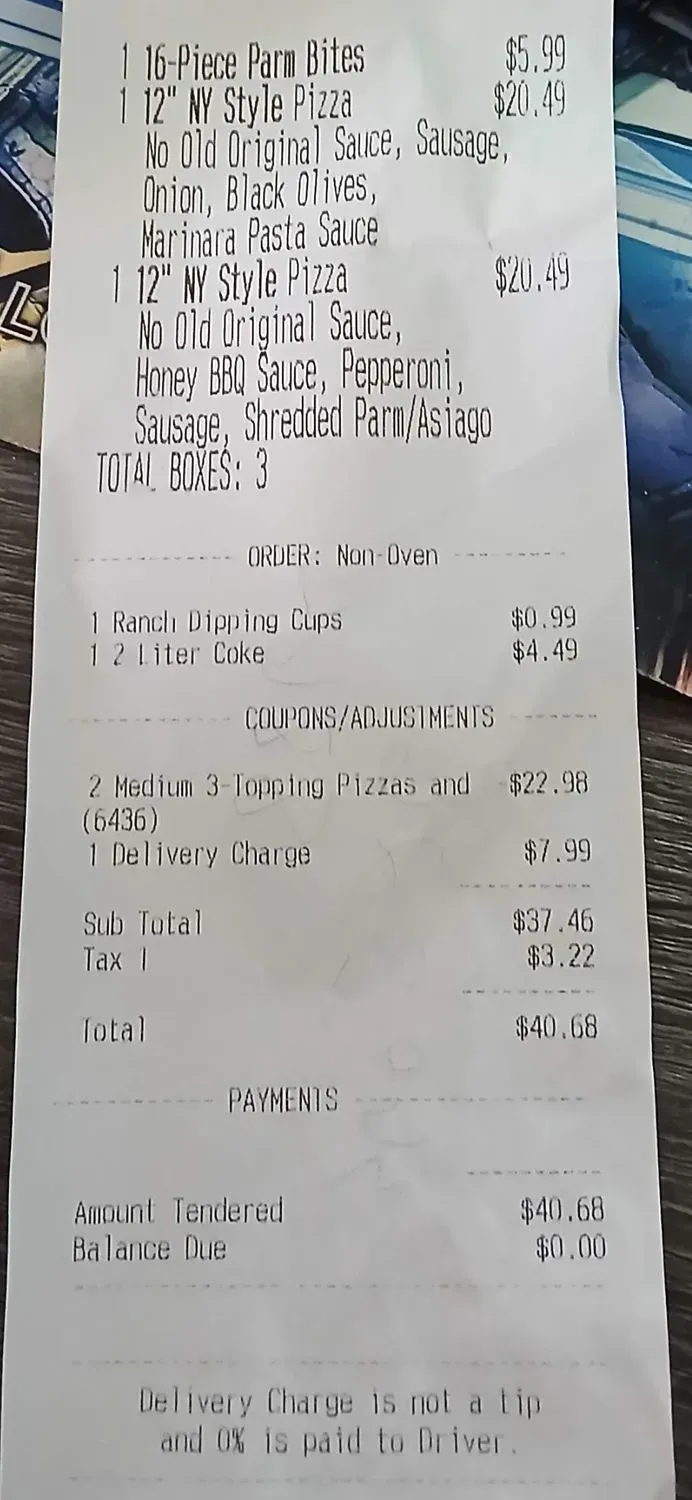 1 16-Piece Parm Bites $5.99
1 12" NY Style Pizza $20.49
No Old Original Sauce, Sausage,
Onion, Black Olives,
Marinara Pasta Sauce
1 12" NY Style Pizza $20.49
No Old Original Sauce,
Honey BBQ Sauce, Pepperoni,
Sausage, Shredded Parm/Asiago
TOTAL BOXES: 3
ORDER: Non-Oven
1 Ranch Dipping Cups $0.99
1 2 Liter Coke $4.49
COUPONS/ADJUSTMENTS
2 Medium 3-Topping Pizzas and -$22.98
(6436)
1 Delivery Charge $7.99
Sub Total $37.46
Tax 1 $3.22
Total $40.68
PAYMENTS
Amount Tendered $40.68
Balance Due $0.00
Delivery Charge is not a tip
and 0% is paid to Driver.